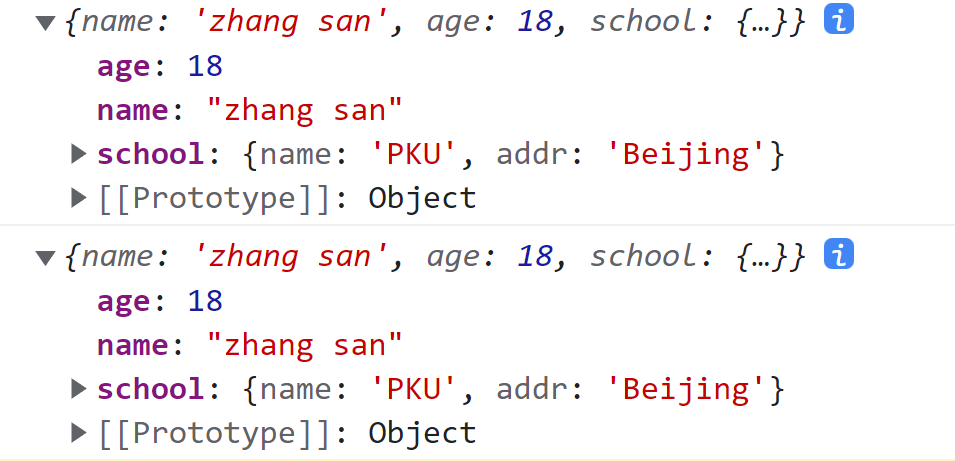 ▼ {name: 'zhang san', age: 18, school: {…}} i
age: 18
name: "zhang san"
▶ school: {name: 'PKU', addr: 'Beijing'}
▶ [[Prototype]]: Object
▼ {name: 'zhang san', age: 18, school: {…}} i
age: 18
name: "zhang san"
▶ school: {name: 'PKU', addr: 'Beijing'}
▶ [[Prototype]]: Object